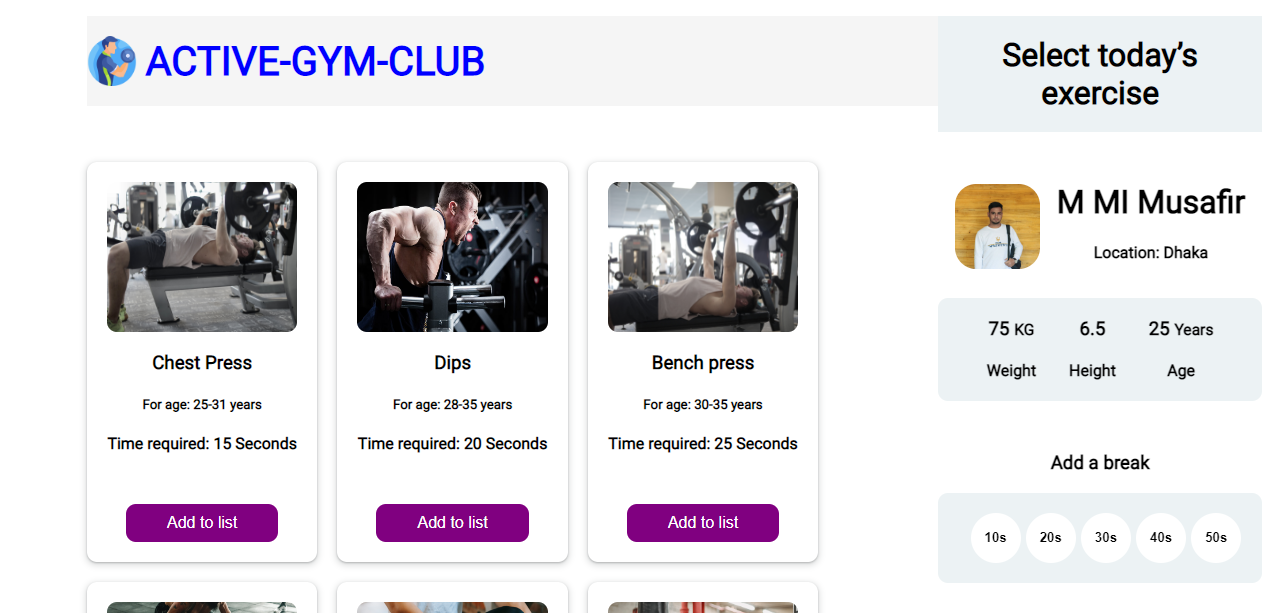 ACTIVE-GYM-CLUB
Select today’s
exercise
M MI Musafir
Location: Dhaka
75 KG
6.5
25 Years
Weight
Height
Age
Add a break
10s
20s
30s
40s
50s
Chest Press
For age: 25-31 years
Time required: 15 Seconds
Add to list
Dips
For age: 28-35 years
Time required: 20 Seconds
Add to list
Bench press
For age: 30-35 years
Time required: 25 Seconds
Add to list